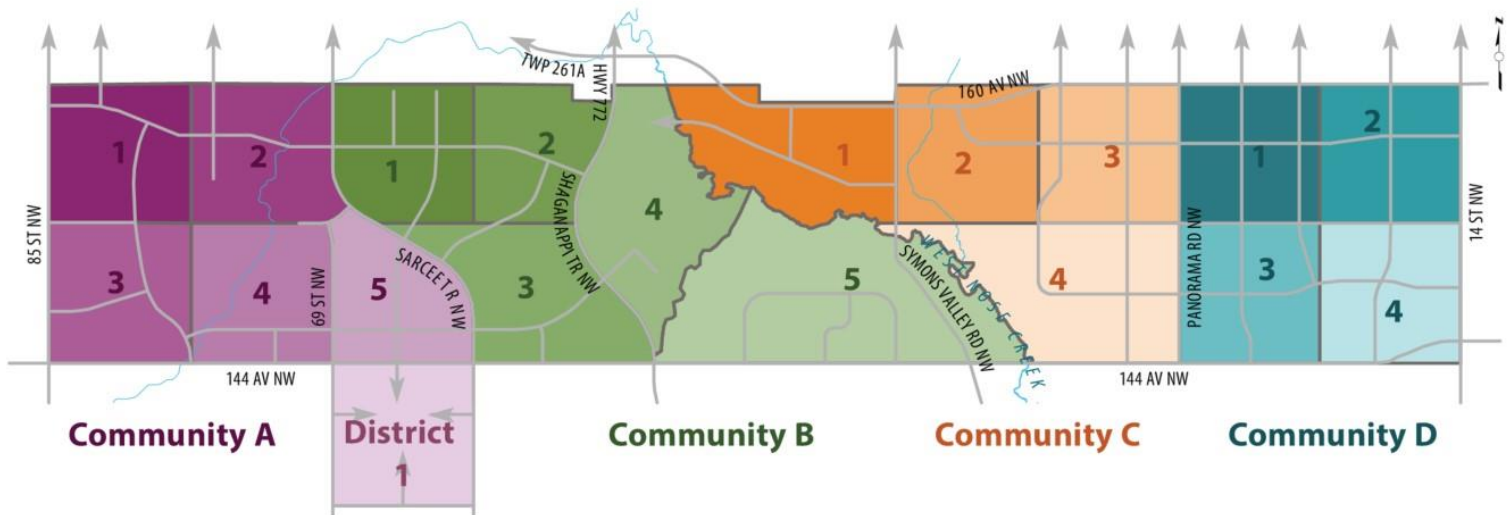 N
TWP 261A
HWY 772
160 AV NW
1
2
1
2
4
1
2
3
1
2
85 ST NW
SHAGANAPPI TR NW
PANORAMA RD NW
14 ST NW
3
4
69 ST NW
5
SARCEE TR NW
3
5
SYMONS VALLEY RD NW
WEST NOSE CREEK
4
3
4
144 AV NW
144 AV NW
Community A
District
1
Community B
Community C
Community D